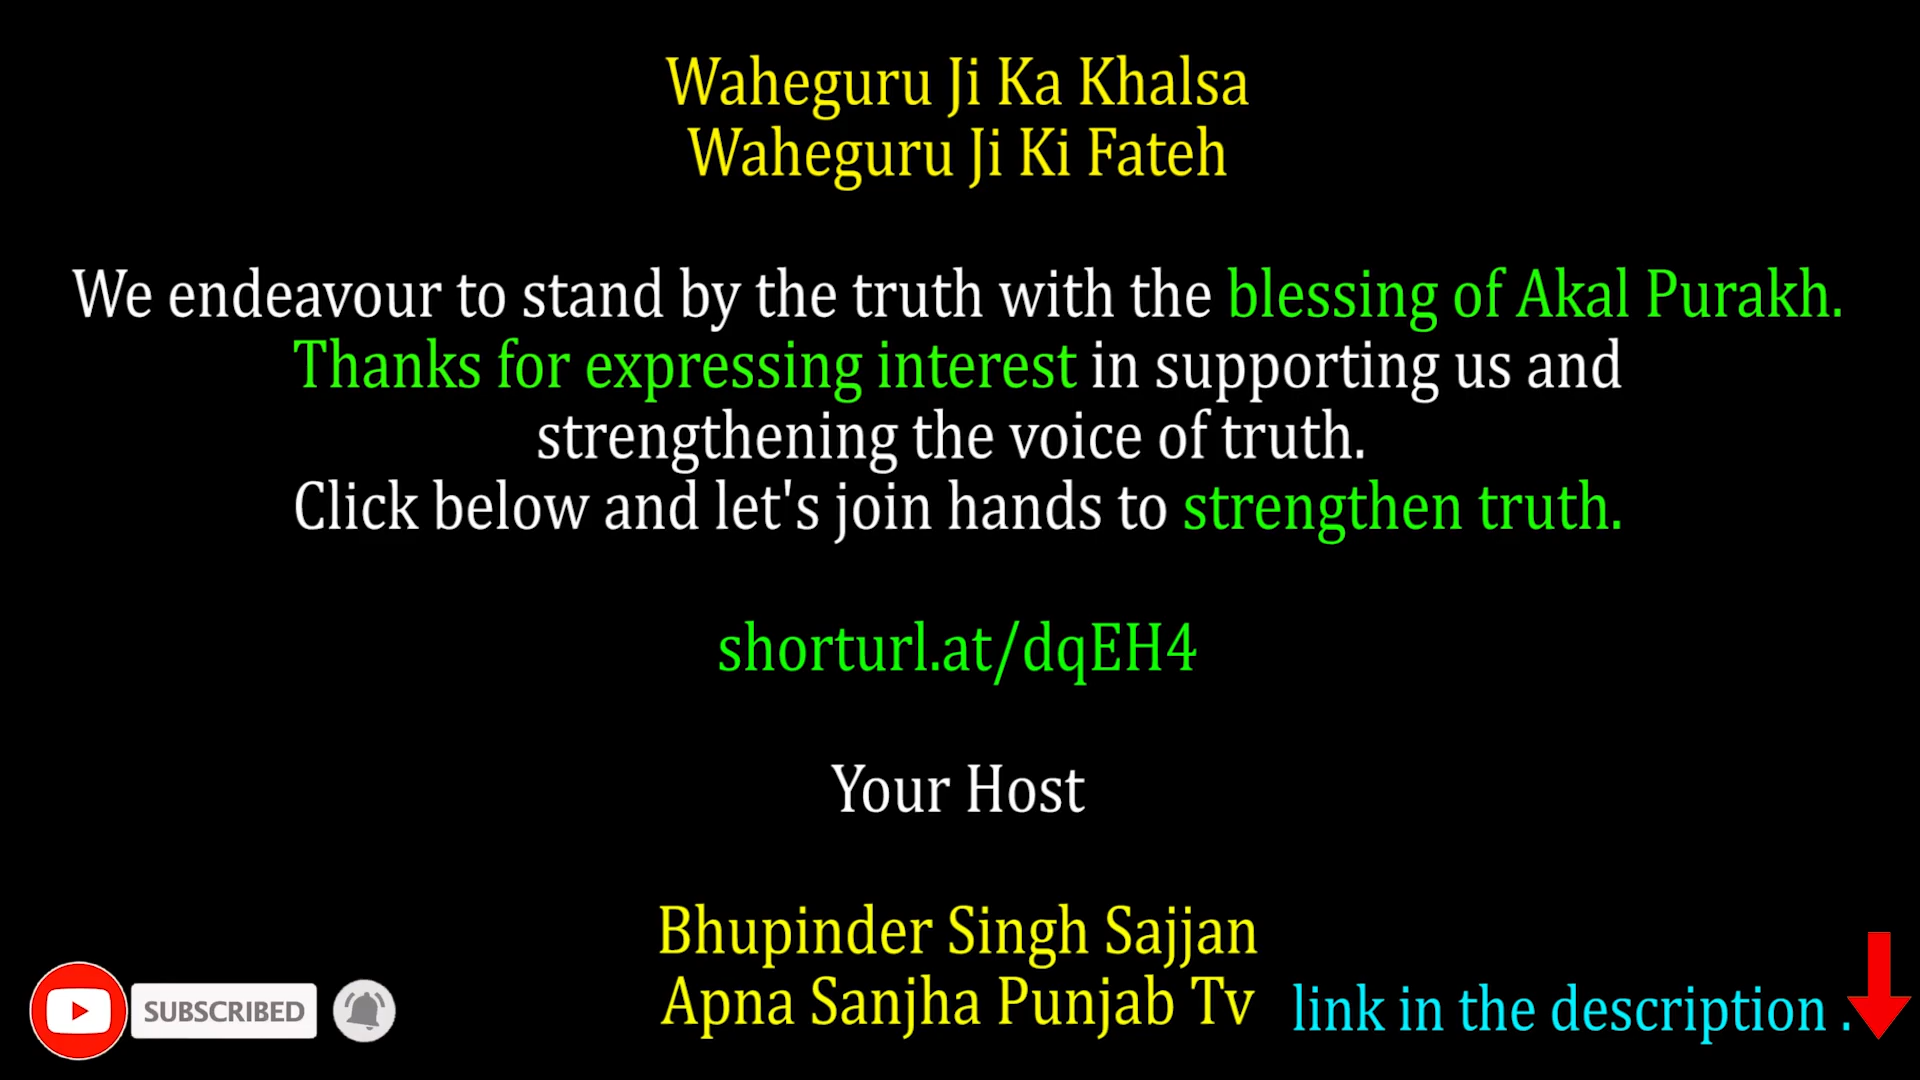 Waheguru Ji Ka Khalsa
Waheguru Ji Ki Fateh
We endeavour to stand by the truth with the blessing of Akal Purakh.
Thanks for expressing interest in supporting us and
strengthening the voice of truth.
Click below and let's join hands to strengthen truth.
shorturl.at/dqEH4
Your Host
Bhupinder Singh Sajjan
Apna Sanjha Punjab Tv
link in the description .
SUBSCRIBED